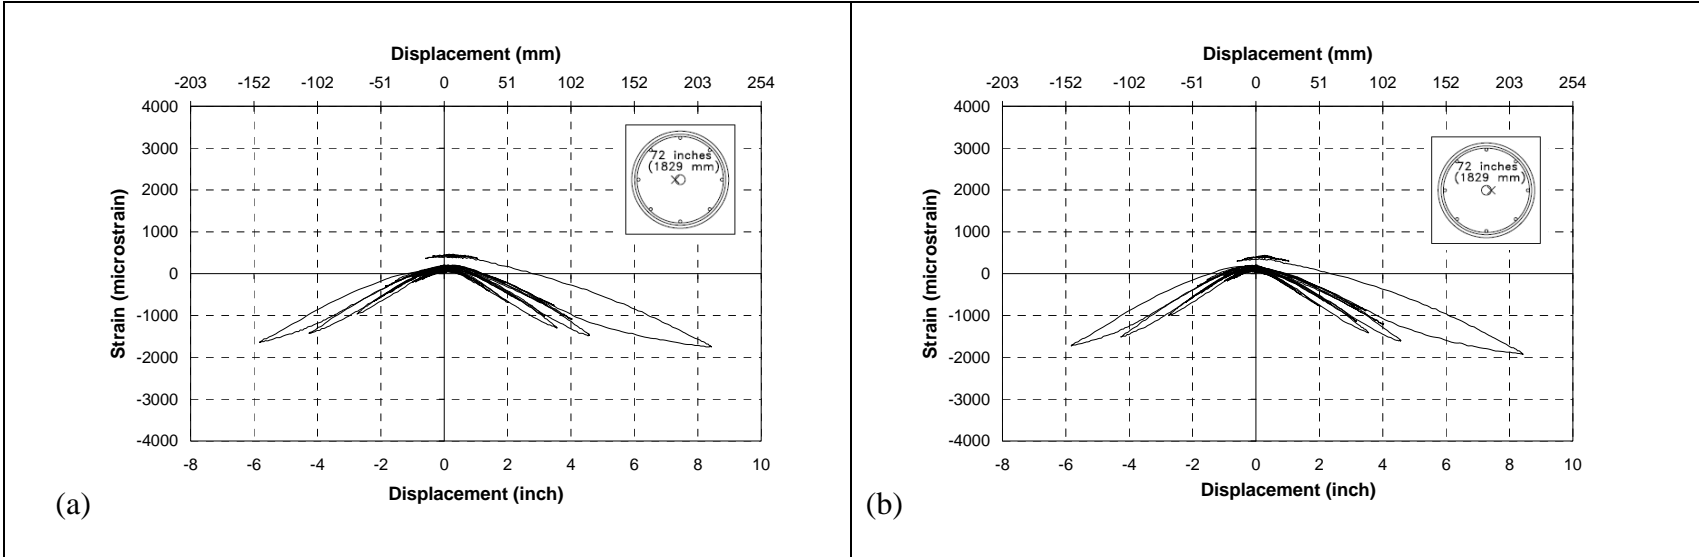 Displacement (mm)
-203 -152 -102 -51 0 51 102 152 203 254
4000
3000
2000
1000
0
-1000
-2000
-3000
-4000
Strain (microstrain)
72 inches
(1829 mm)
X
-8 -6 -4 -2 0 2 4 6 8 10
Displacement (inch)
(a)
Displacement (mm)
-203 -152 -102 -51 0 51 102 152 203 254
4000
3000
2000
1000
0
-1000
-2000
-3000
-4000
Strain (microstrain)
72 inches
(1829 mm)
X
-8 -6 -4 -2 0 2 4 6 8 10
Displacement (inch)
(b)